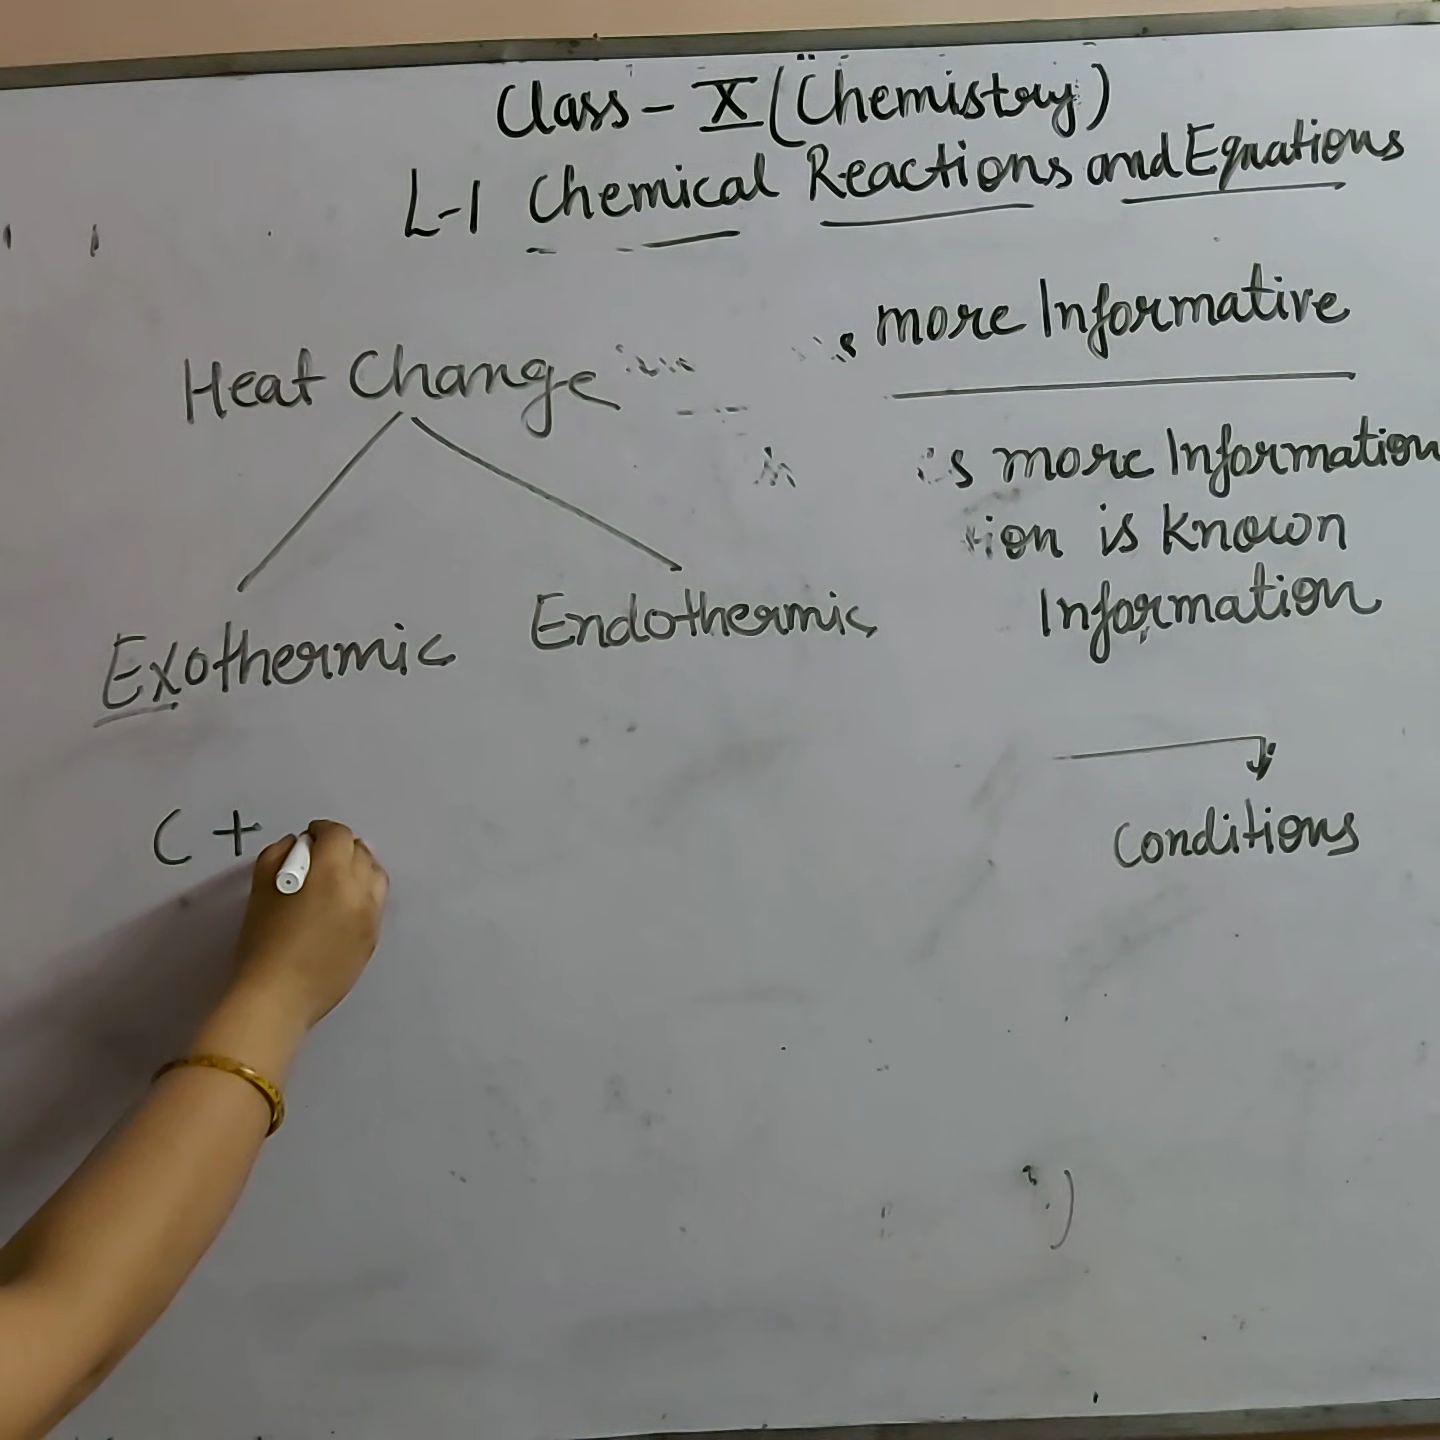 Class - X (Chemistry)
L-1 Chemical Reactions and Equations
more Informative
Heat Change
is more Information
tion is known
Information
Exothermic Endothermic
Conditions
C +